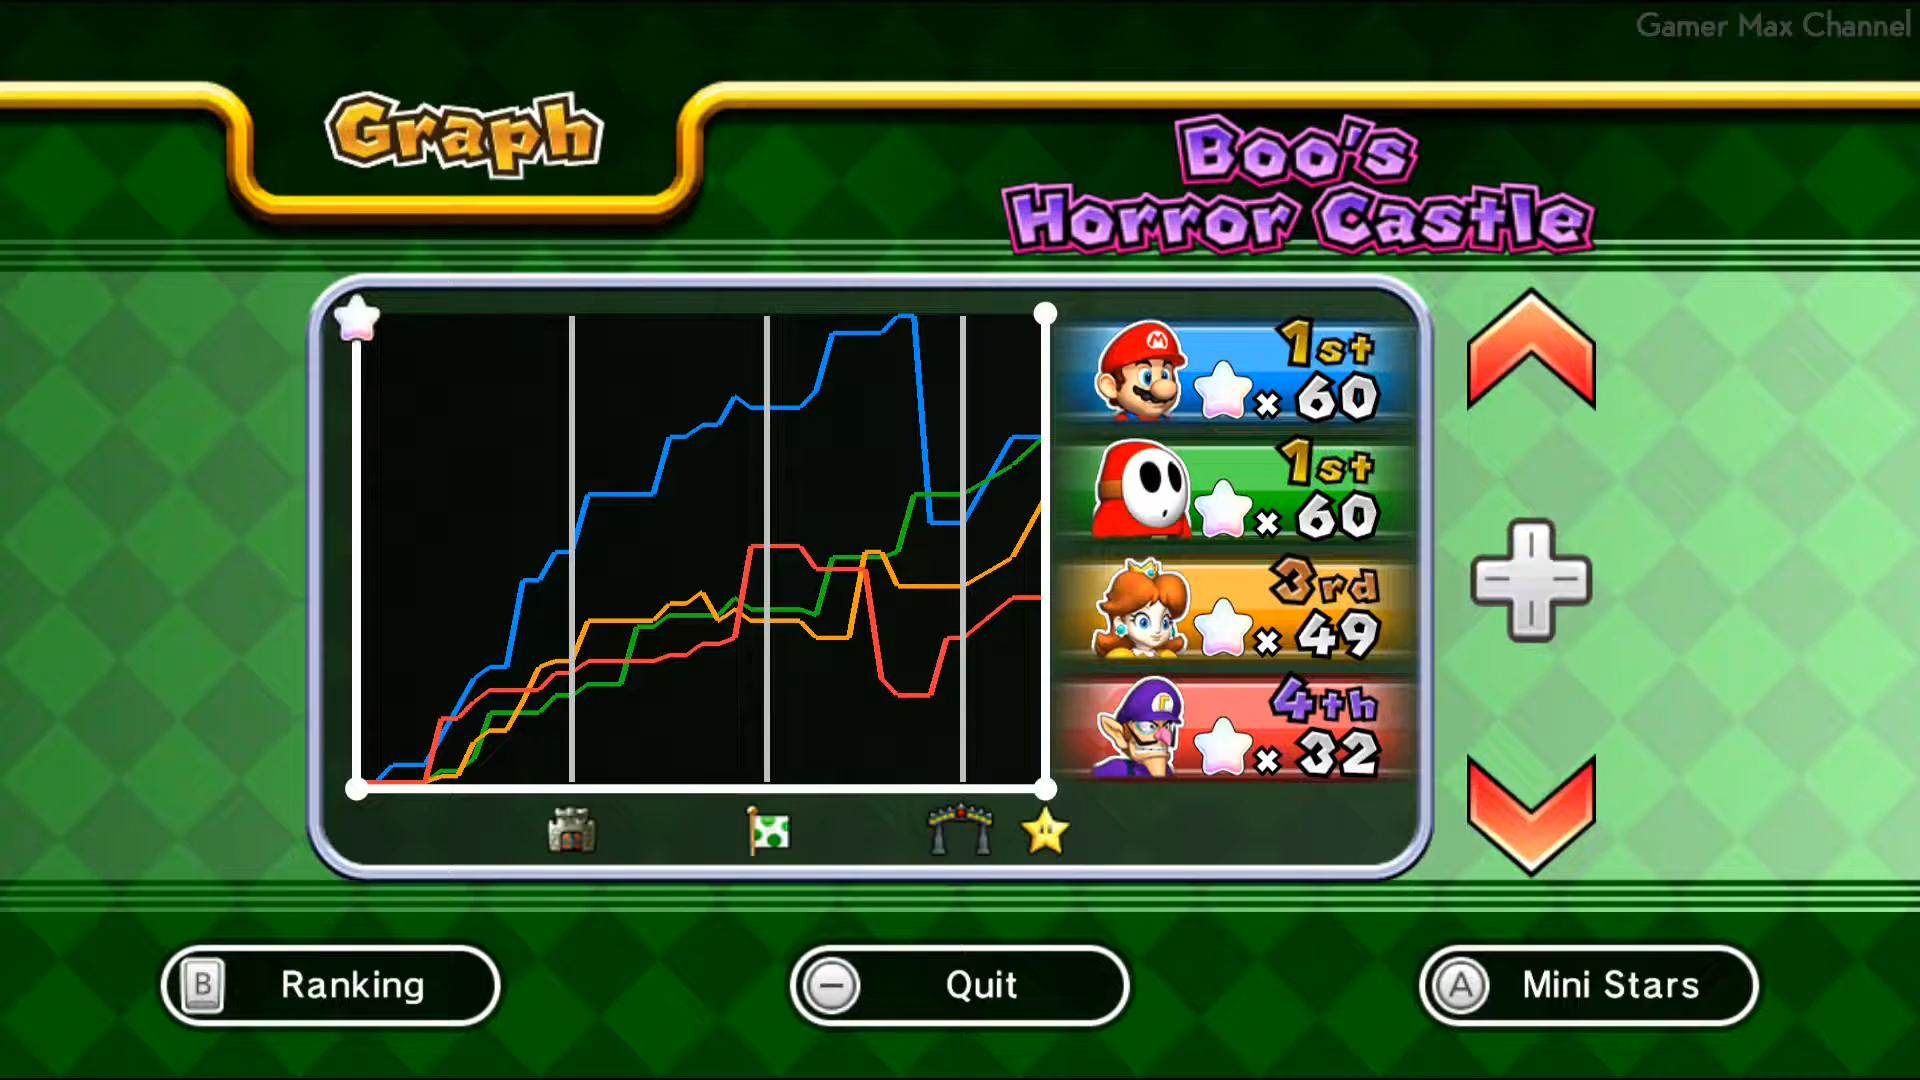 Gamer Max Channel
Graph
Boo's
Horror Castle
1st
× 60
1st
× 60
3rd
× 49
4th
× 32
B Ranking
− Quit
A Mini Stars